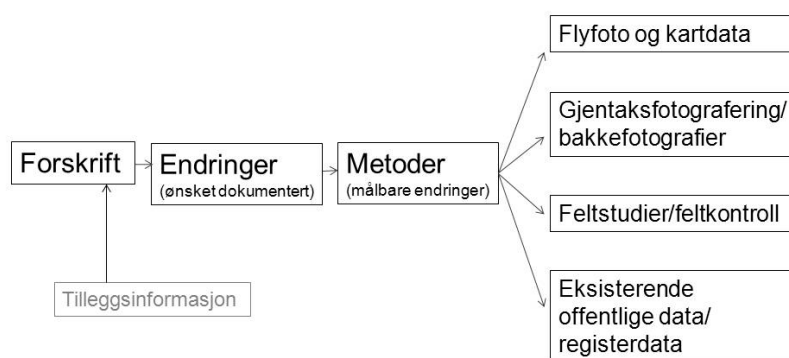 Flyfoto og kartdata
Gjentaksfotografering/
bakkefotografier
Forskrift
Endringer
(ønsket dokumentert)
Metoder
(målbare endringer)
Feltstudier/feltkontroll
Tilleggsinformasjon
Eksisterende
offentlige data/
registerdata